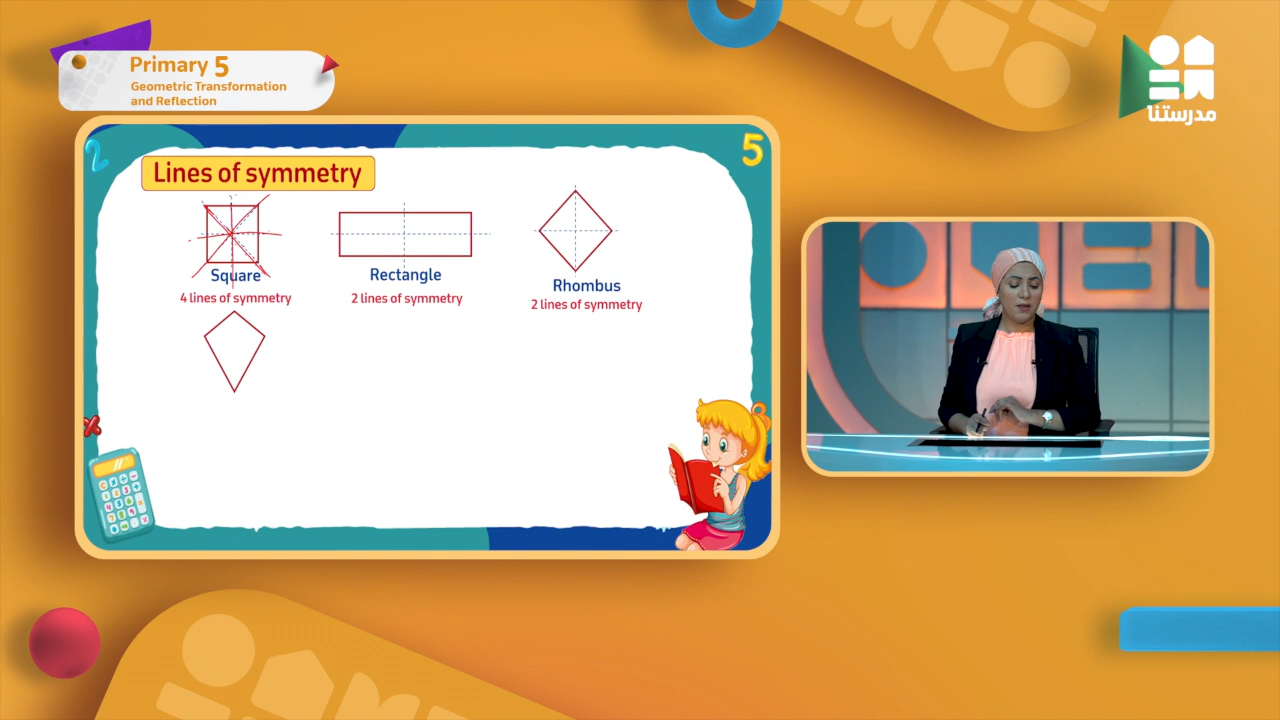 Primary 5
Geometric Transformation
and Reflection
مدرستنا
2
5
Lines of symmetry
Square
4 lines of symmetry
Rectangle
2 lines of symmetry
Rhombus
2 lines of symmetry